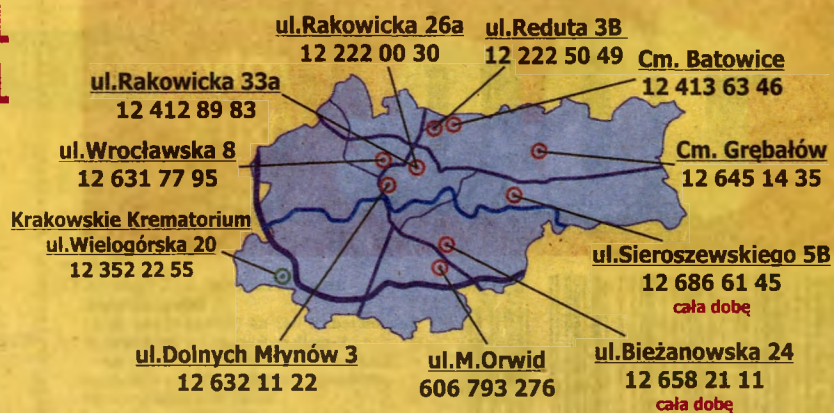 ul.Rakowicka 26a
12 222 00 30
ul.Reduta 3B
12 222 50 49
Cm. Batowice
12 413 63 46
ul.Rakowicka 33a
12 412 89 83
ul.Wrocławska 8
12 631 77 95
Cm. Grębałów
12 645 14 35
Krakowskie Krematorium
ul.Wielogórska 20
12 352 22 55
ul.Sieroszewskiego 5B
12 686 61 45
cała dobę
ul.Dolnych Młynów 3
12 632 11 22
ul.M.Orwid
606 793 276
ul.Bieżanowska 24
12 658 21 11
cała dobę